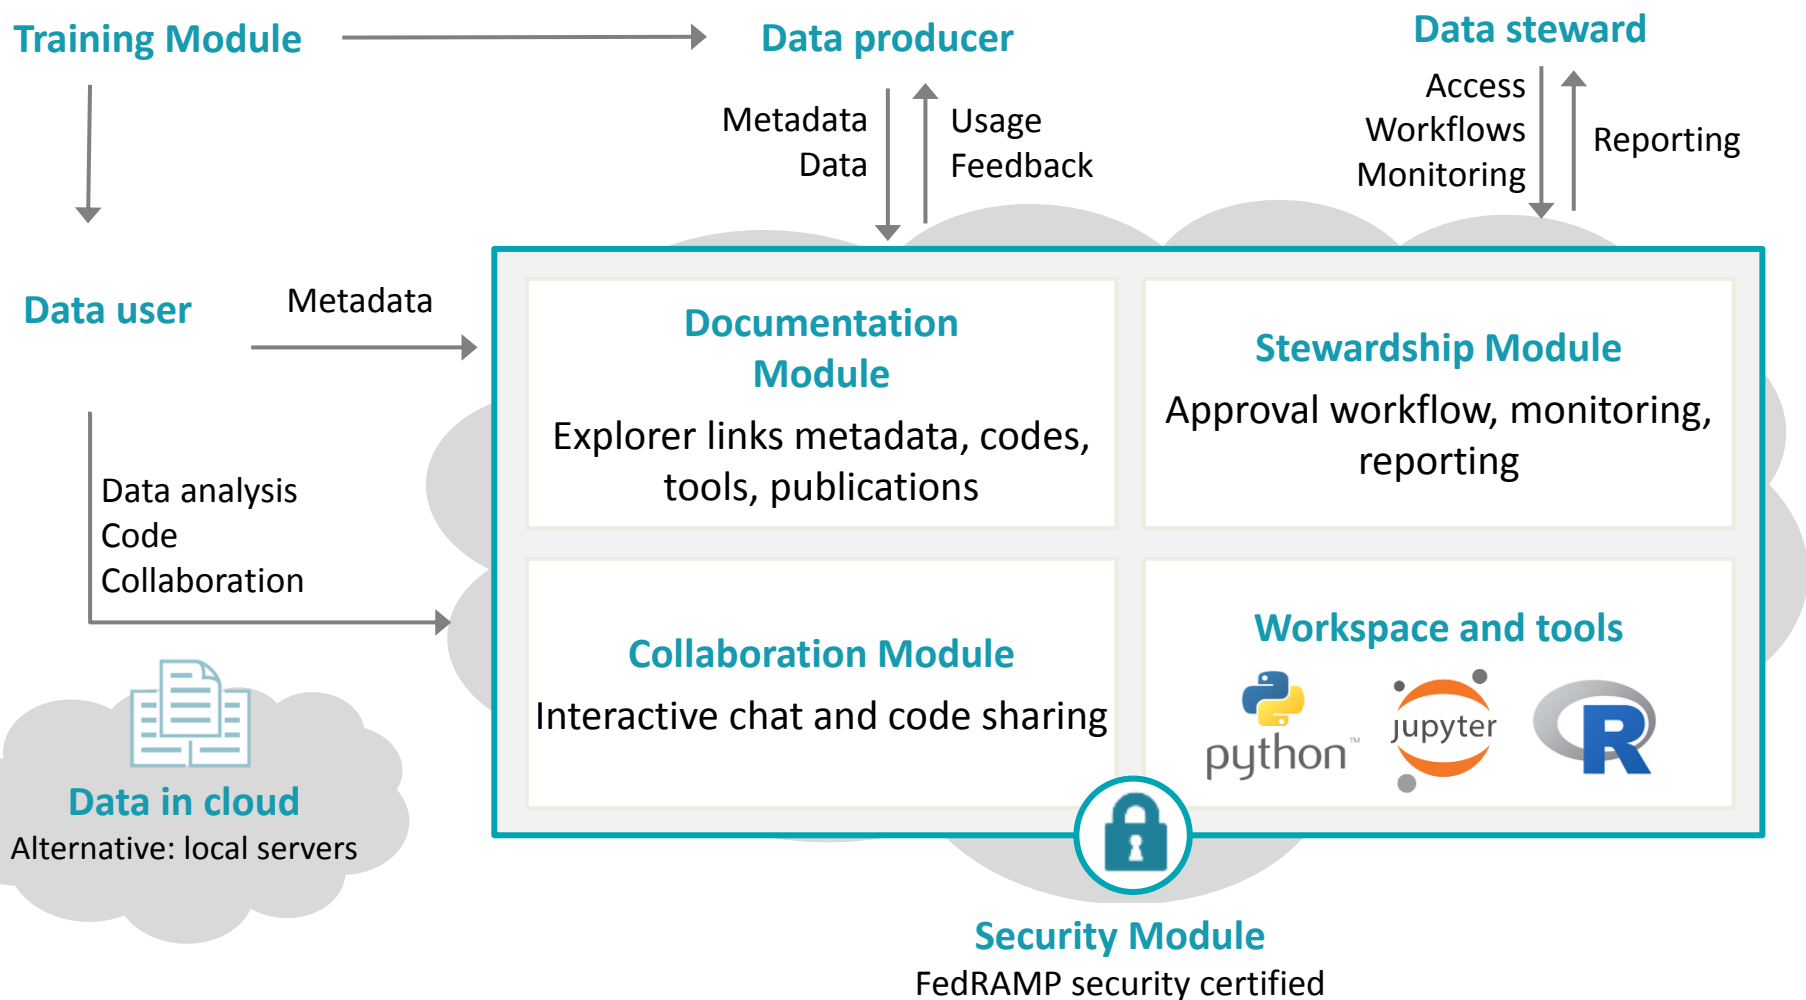 Training Module
Data producer
Data steward
Metadata
Data
Usage
Feedback
Access
Workflows
Monitoring
Reporting
Data user
Metadata
Documentation
Module
Explorer links metadata, codes,
tools, publications
Stewardship Module
Approval workflow, monitoring,
reporting
Data analysis
Code
Collaboration
Collaboration Module
Interactive chat and code sharing
Workspace and tools
python™
jupyter
R
Data in cloud
Alternative: local servers
Security Module
FedRAMP security certified